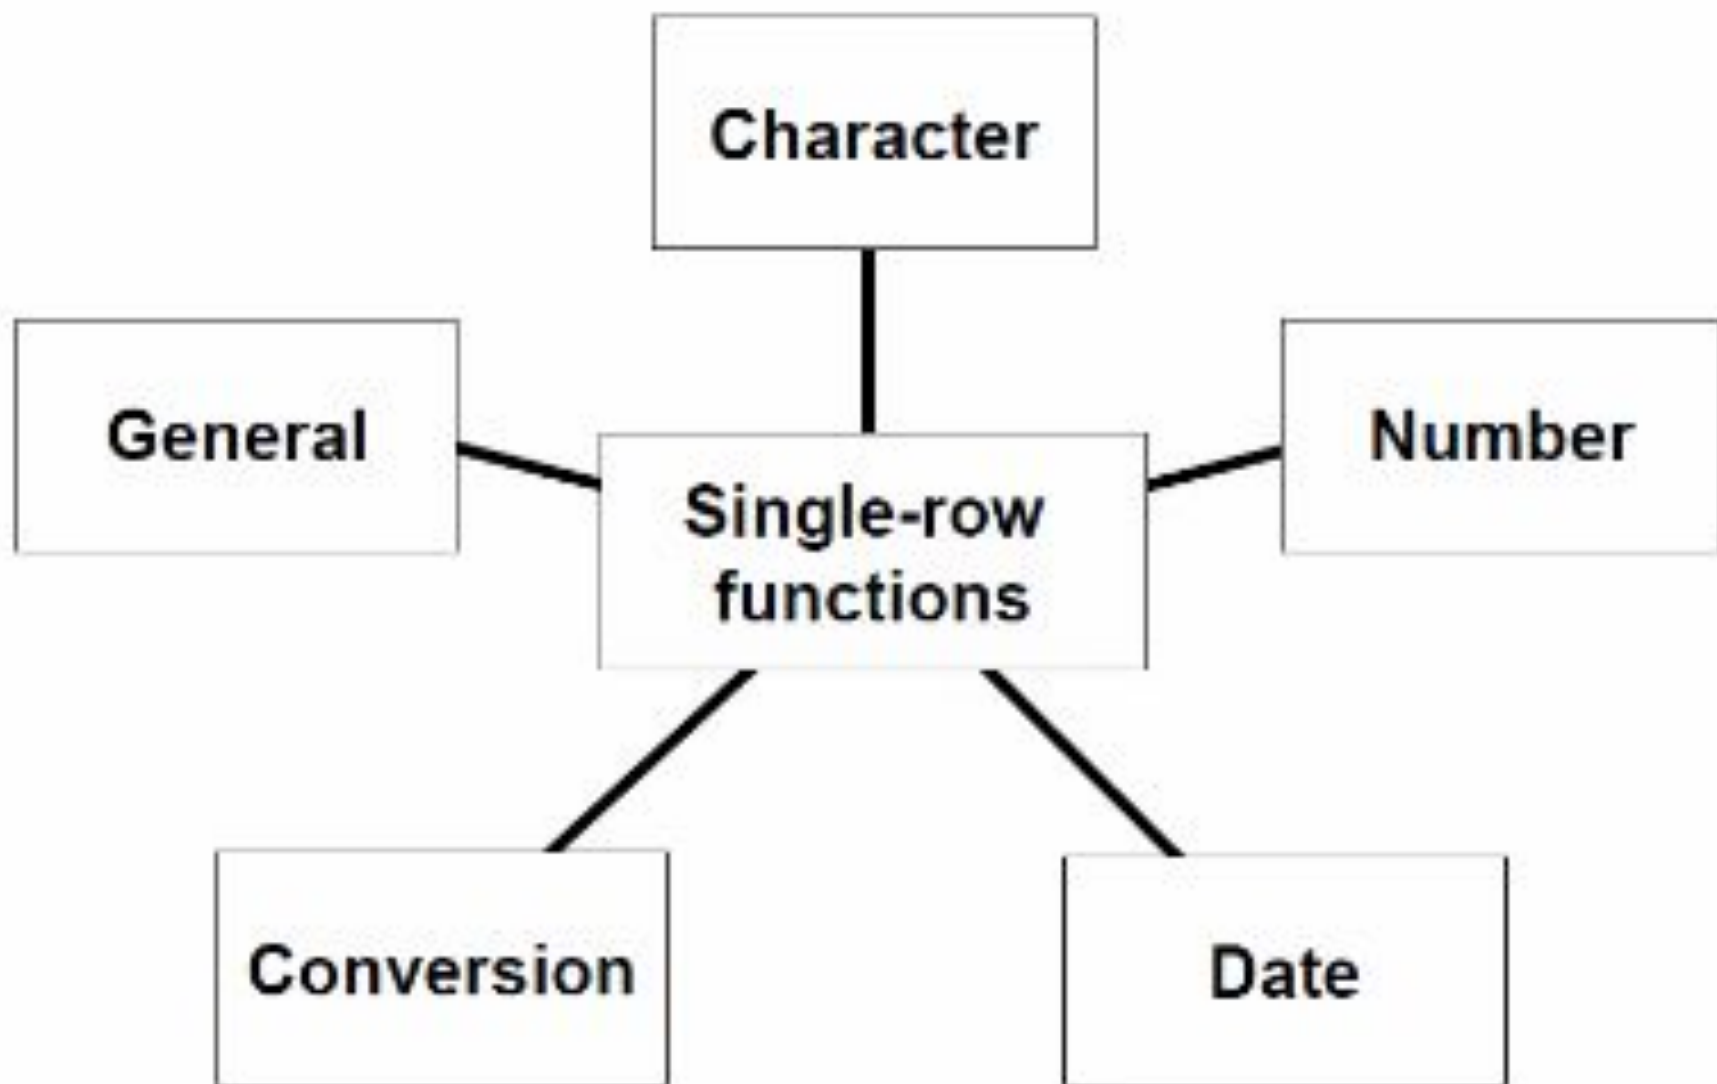 Character
General
Number
Single-row
functions
Conversion
Date